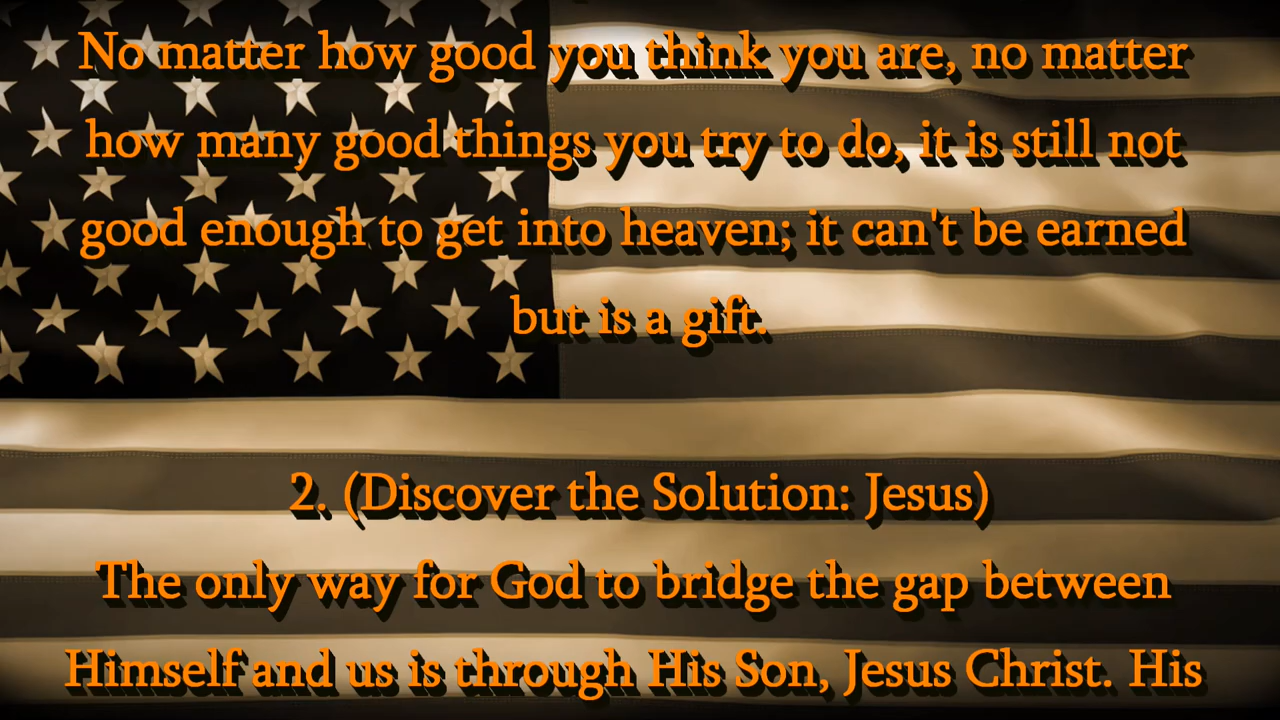 No matter how good you think you are, no matter
how many good things you try to do, it is still not
good enough to get into heaven; it can't be earned
but is a gift.
2. (Discover the Solution: Jesus)
The only way for God to bridge the gap between
Himself and us is through His Son, Jesus Christ. His